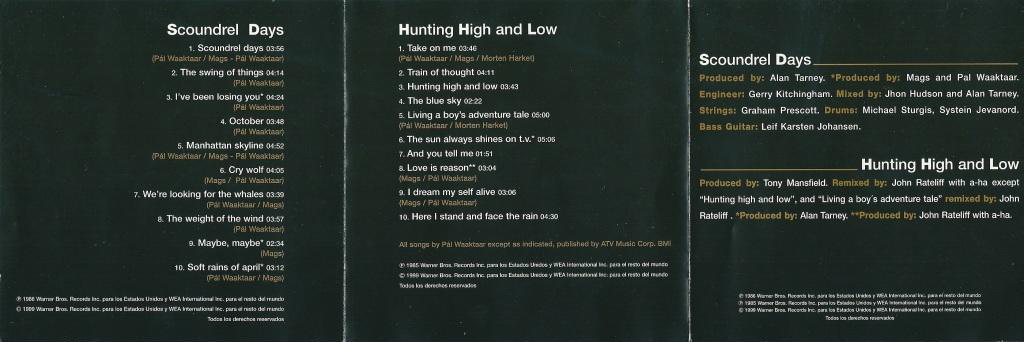 Scoundrel Days
1. Scoundrel days 03:56
(Pål Waaktaar / Mags - Pål Waaktaar)
2. The swing of things 04:14
(Pål Waaktaar)
3. I've been losing you* 04:24
(Pål Waaktaar)
4. October 03:48
(Pål Waaktaar)
5. Manhattan skyline 04:52
(Pål Waaktaar / Mags - Pål Waaktaar)
6. Cry wolf 04:05
(Mags / Pål Waaktaar)
7. We're looking for the whales 03:39
(Pål Waaktaar / Mags)
8. The weight of the wind 03:57
(Pål Waaktaar)
9. Maybe, maybe* 02:34
(Mags)
10. Soft rains of april* 03:12
(Pål Waaktaar / Mags)
℗ 1986 Warner Bros. Records Inc. para los Estados Unidos y WEA International Inc. para el resto del mundo
© 1999 Warner Bros. Records Inc. para los Estados Unidos y WEA International Inc. para el resto del mundo
Todos los derechos reservados
Hunting High and Low
1. Take on me 03:46
(Pål Waaktaar / Mags / Morten Harket)
2. Train of thought 04:11
3. Hunting high and low 03:43
4. The blue sky 02:22
5. Living a boy's adventure tale 05:00
(Pål Waaktaar / Morten Harket)
6. The sun always shines on t.v.* 05:06
7. And you tell me 01:51
8. Love is reason** 03:04
(Mags / Pål Waaktaar)
9. I dream my self alive 03:06
(Mags / Pål Waaktaar)
10. Here I stand and face the rain 04:30
All songs by Pål Waaktaar except as indicated, published by ATV Music Corp. BMI
℗ 1985 Warner Bros. Records Inc. para los Estados Unidos y WEA International Inc. para el resto del mundo
© 1999 Warner Bros. Records Inc. para los Estados Unidos y WEA International Inc. para el resto del mundo
Todos los derechos reservados
Scoundrel Days
Produced by: Alan Tarney. *Produced by: Mags and Pal Waaktaar.
Engineer: Gerry Kitchingham. Mixed by: Jhon Hudson and Alan Tarney.
Strings: Graham Prescott. Drums: Michael Sturgis, Systein Jevanord.
Bass Guitar: Leif Karsten Johansen.
Hunting High and Low
Produced by: Tony Mansfield. Remixed by: John Rateliff with a-ha except
"Hunting high and low", and "Living a boy´s adventure tale" remixed by: John
Rateliff . *Produced by: Alan Tarney. **Produced by: John Rateliff with a-ha.
℗ 1986 Warner Bros. Records Inc. para los Estados Unidos y WEA International Inc. para el resto del mundo
℗ 1985 Warner Bros. Records Inc. para los Estados Unidos y WEA International Inc. para el resto del mundo
© 1999 Warner Bros. Records Inc. para los Estados Unidos y WEA International Inc. para el resto del mundo
Todos los derechos reservados